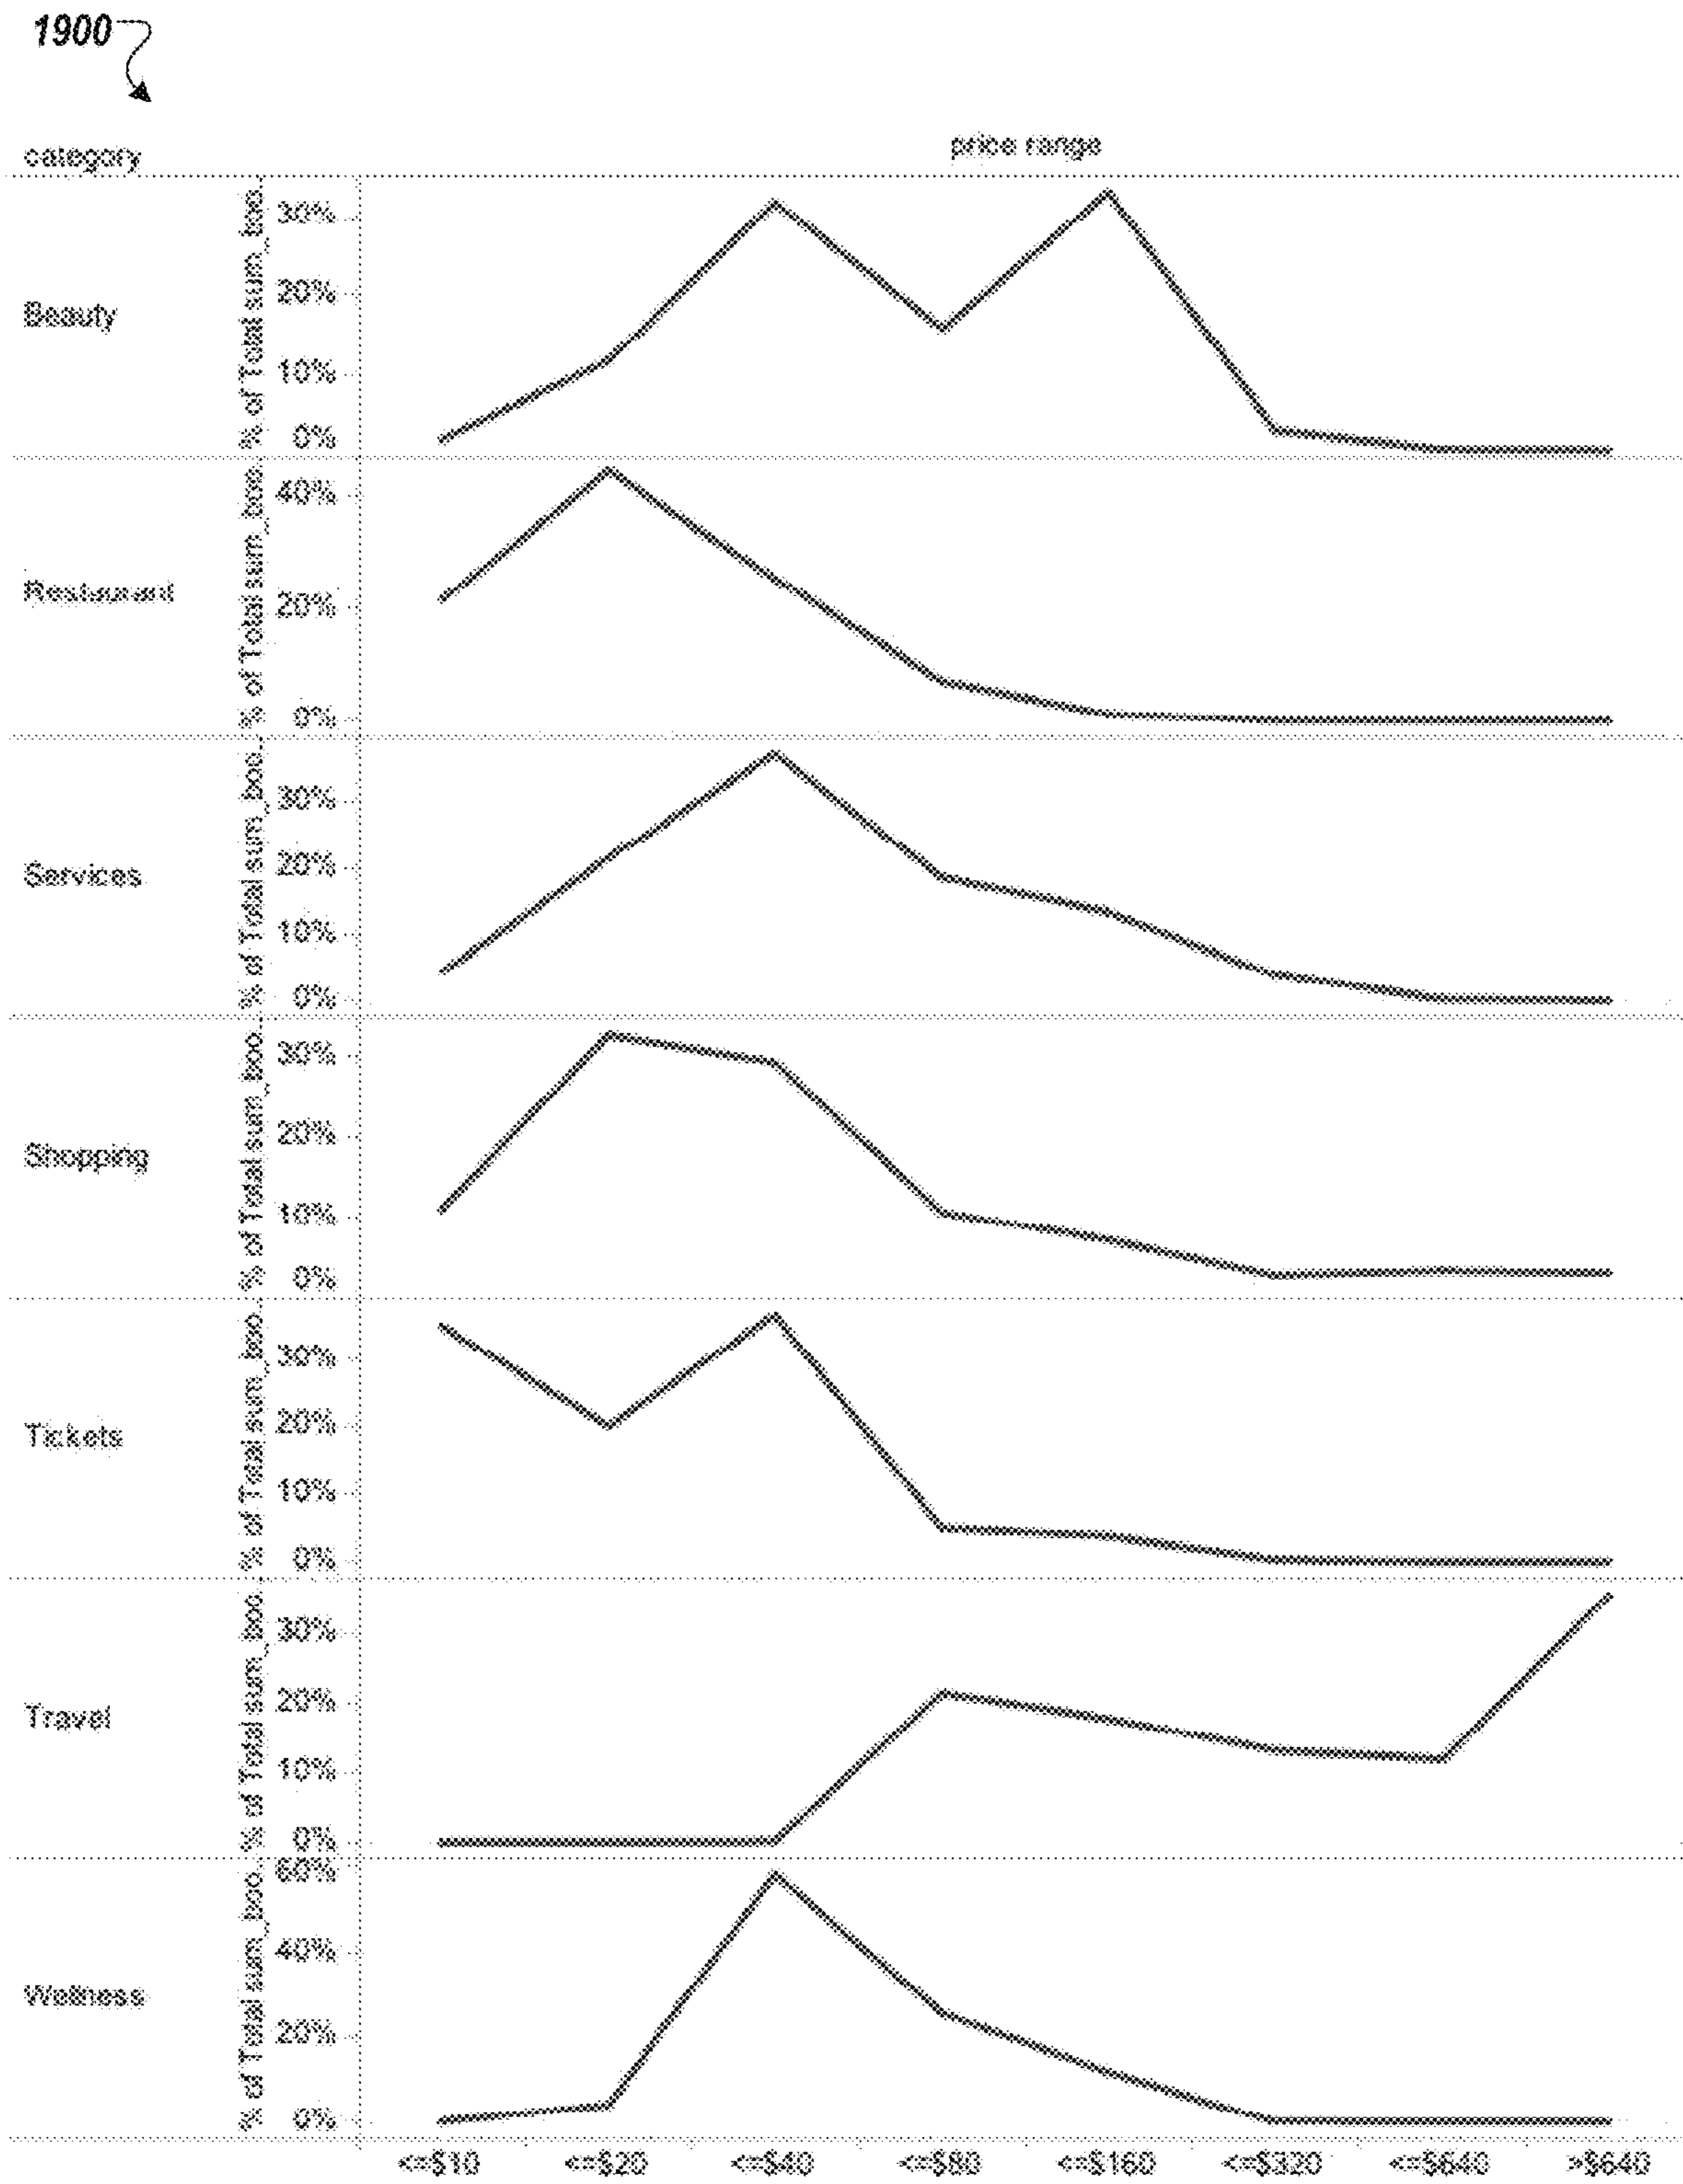 1900
category
price range
Beauty
% of Total sum_boo..
30%
20%
10%
0%
Restaurant
% of Total sum_boo..
40%
20%
0%
Services
% of Total sum_boo..
30%
20%
10%
0%
Shopping
% of Total sum_boo..
30%
20%
10%
0%
Tickets
% of Total sum_boo..
30%
20%
10%
0%
Travel
% of Total sum_boo..
30%
20%
10%
0%
Wellness
% of Total sum_boo..
60%
40%
20%
0%
<=$10 <=$20 <=$40 <=$80 <=$160 <=$320 <=$640 >$640